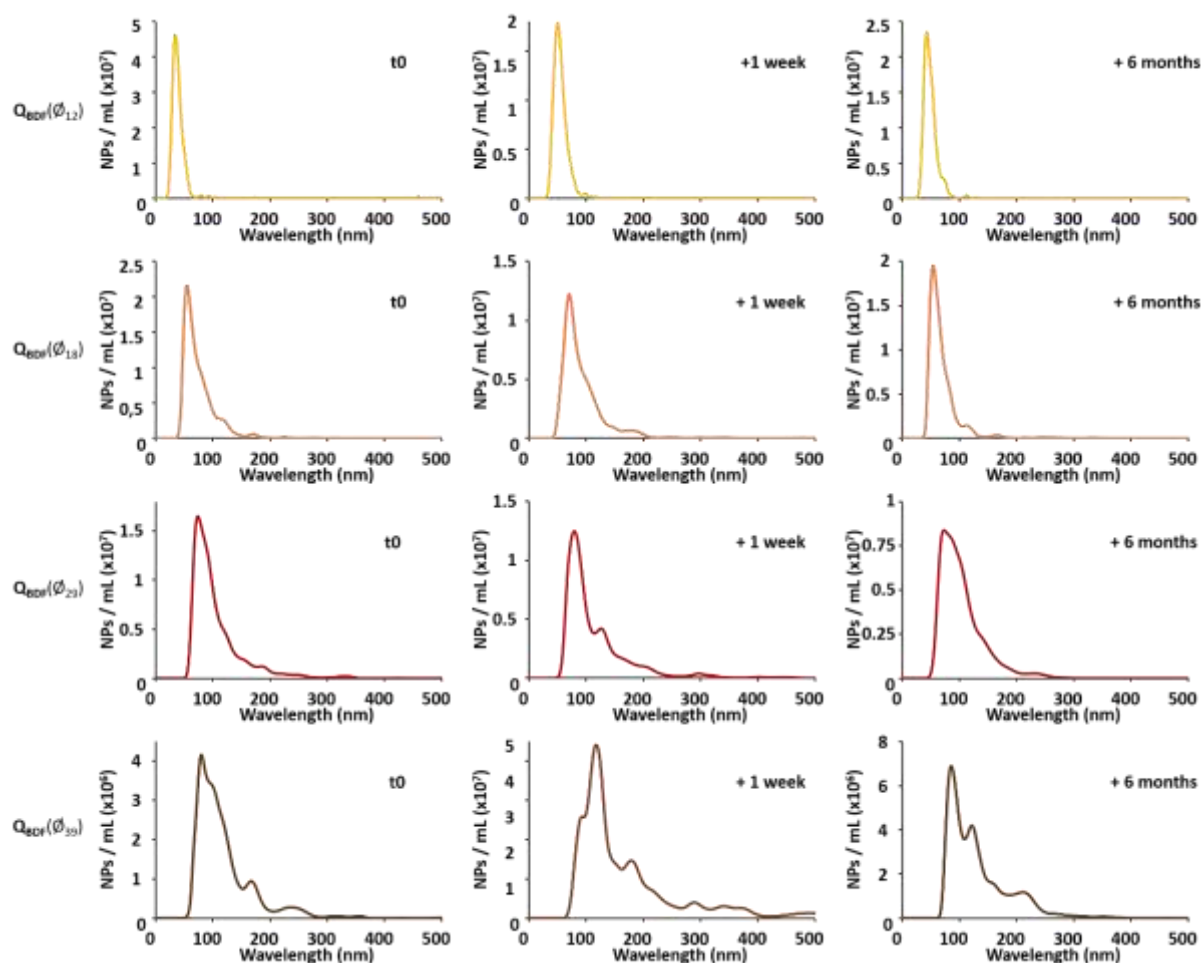 Q_BDF(Ø₁₂)
NPs / mL (x10⁷)
5
4
3
2
1
0
t0
0 100 200 300 400 500
Wavelength (nm)
NPs / mL (x10⁷)
2
1.5
1
0.5
0
+1 week
0 100 200 300 400 500
Wavelength (nm)
NPs / mL (x10⁷)
2.5
2
1.5
1
0.5
0
+ 6 months
0 100 200 300 400 500
Wavelength (nm)
Q_BDF(Ø₁₈)
NPs / mL (x10⁷)
2.5
2
1.5
1
0,5
0
t0
0 100 200 300 400 500
Wavelength (nm)
NPs / mL (x10⁷)
1.5
1
0.5
0
+ 1 week
0 100 200 300 400 500
Wavelength (nm)
NPs / mL (x10⁷)
2
1.5
1
0.5
0
+ 6 months
0 100 200 300 400 500
Wavelength (nm)
Q_BDF(Ø₂₉)
NPs / mL (x10⁷)
1.5
1
0.5
0
t0
0 100 200 300 400 500
Wavelength (nm)
NPs / mL (x10⁷)
1.5
1
0.5
0
+ 1 week
0 100 200 300 400 500
Wavelength (nm)
NPs / mL (x10⁷)
1
0.75
0.5
0.25
0
+ 6 months
0 100 200 300 400 500
Wavelength (nm)
Q_BDF(Ø₃₉)
NPs / mL (x10⁶)
4
3
2
1
0
t0
0 100 200 300 400 500
Wavelength (nm)
NPs / mL (x10⁷)
5
4
3
2
1
0
+ 1 week
0 100 200 300 400 500
Wavelength (nm)
NPs / mL (x10⁶)
8
6
4
2
0
+ 6 months
0 100 200 300 400 500
Wavelength (nm)